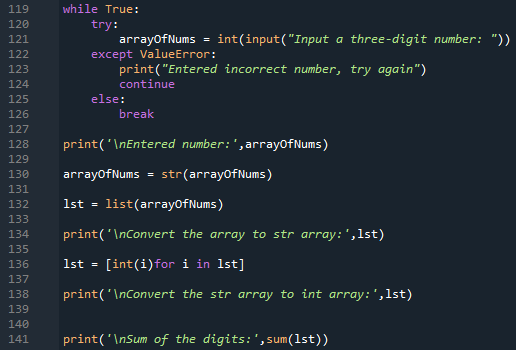 119 while True:
120     try:
121         arrayOfNums = int(input("Input a three-digit number: "))
122     except ValueError:
123         print("Entered incorrect number, try again")
124         continue
125     else:
126         break
127
128 print('\nEntered number:',arrayOfNums)
129
130 arrayOfNums = str(arrayOfNums)
131
132 lst = list(arrayOfNums)
133
134 print('\nConvert the array to str array:',lst)
135
136 lst = [int(i)for i in lst]
137
138 print('\nConvert the str array to int array:',lst)
139
140
141 print('\nSum of the digits:',sum(lst))